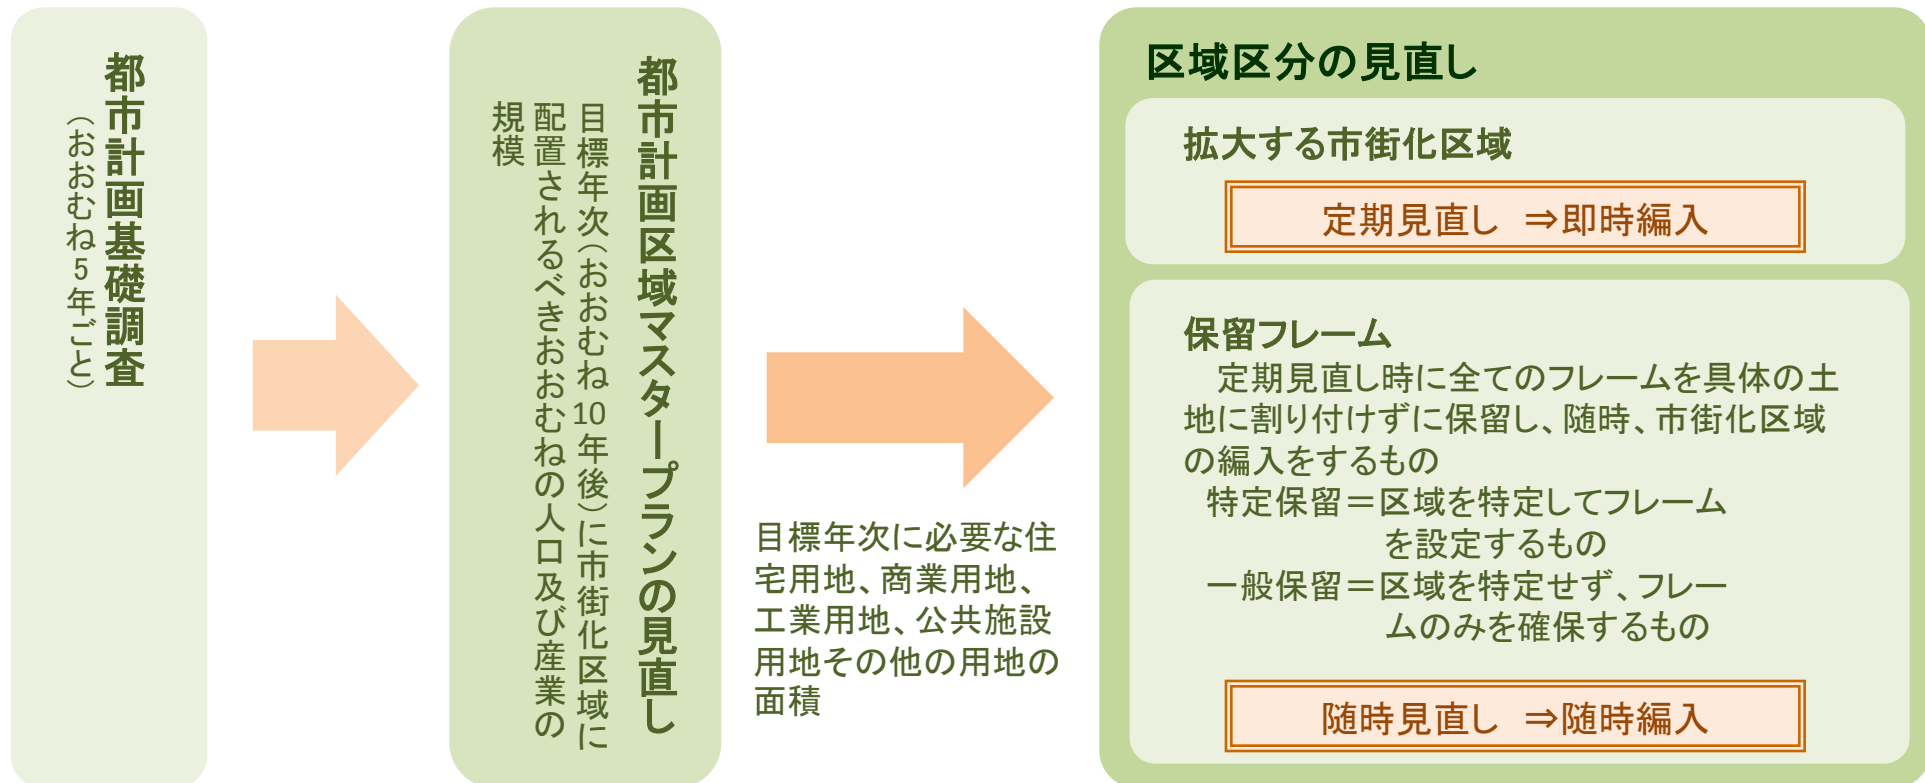 都市計画基礎調査
（おおむね5年ごと）
都市計画区域マスタープランの見直し
目標年次（おおむね10年後）に市街化区域に
配置されるべきおおむねの人口及び産業の
規模
目標年次に必要な住
宅用地、商業用地、
工業用地、公共施設
用地その他の用地の
面積
区域区分の見直し
拡大する市街化区域
定期見直し ⇒即時編入
保留フレーム
定期見直し時に全てのフレームを具体の土
地に割り付けずに保留し、随時、市街化区域
の編入をするもの
特定保留＝区域を特定してフレーム
を設定するもの
一般保留＝区域を特定せず、フレー
ムのみを確保するもの
随時見直し ⇒随時編入